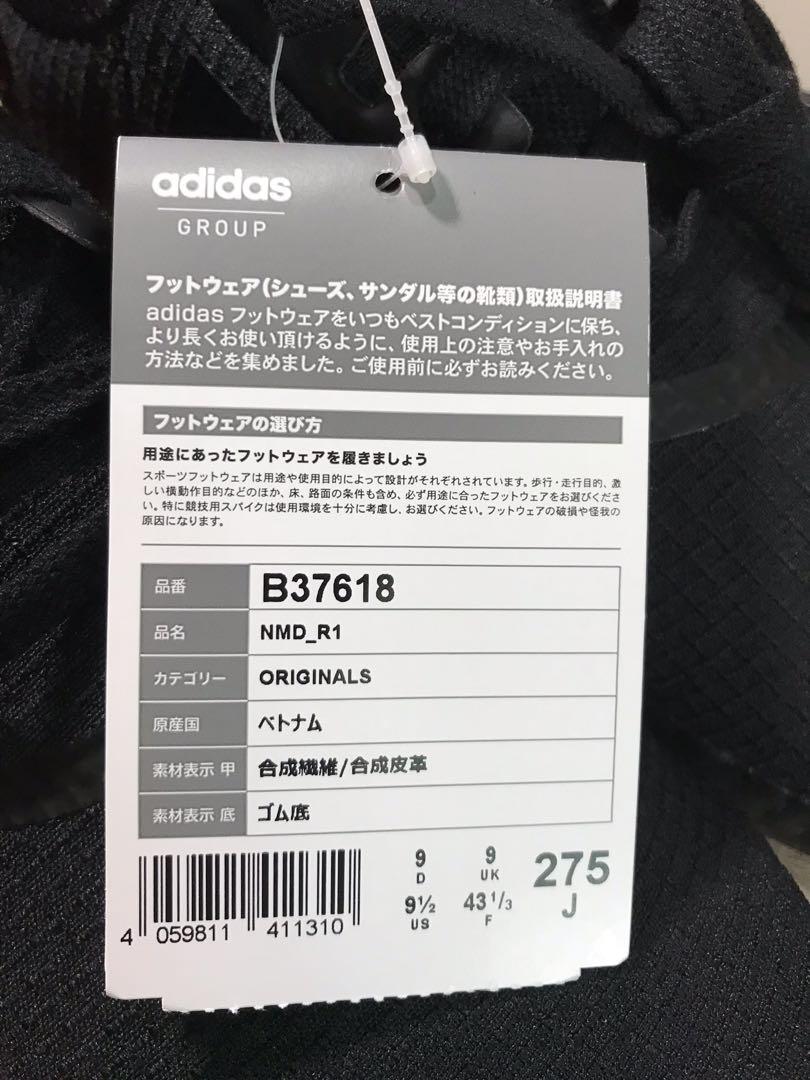 adidas
GROUP
フットウェア(シューズ、サンダル等の靴類)取扱説明書
adidas フットウェアをいつもベストコンディションに保ち、
より長くお使い頂けるように、使用上の注意やお手入れの
方法などを集めました。ご使用前に必ずお読みください。
フットウェアの選び方
用途にあったフットウェアを履きましょう
スポーツフットウェアは用途や使用目的によって設計がそれぞれされています。歩行・走行目的、激
しい横動作目的などのほか、床、路面の条件も含め、必ず用途に合ったフットウェアをお選びくださ
い。特に競技用スパイクは使用環境を十分に考慮し、お選びください。フットウェアの破損や怪我の
原因になります。
品番 B37618
品名 NMD_R1
カテゴリー ORIGINALS
原産国 ベトナム
素材表示 甲 合成繊維/合成皮革
素材表示 底 ゴム底
9 9 275
D UK J
9½ 43 1/3
US F
4 059811 411310